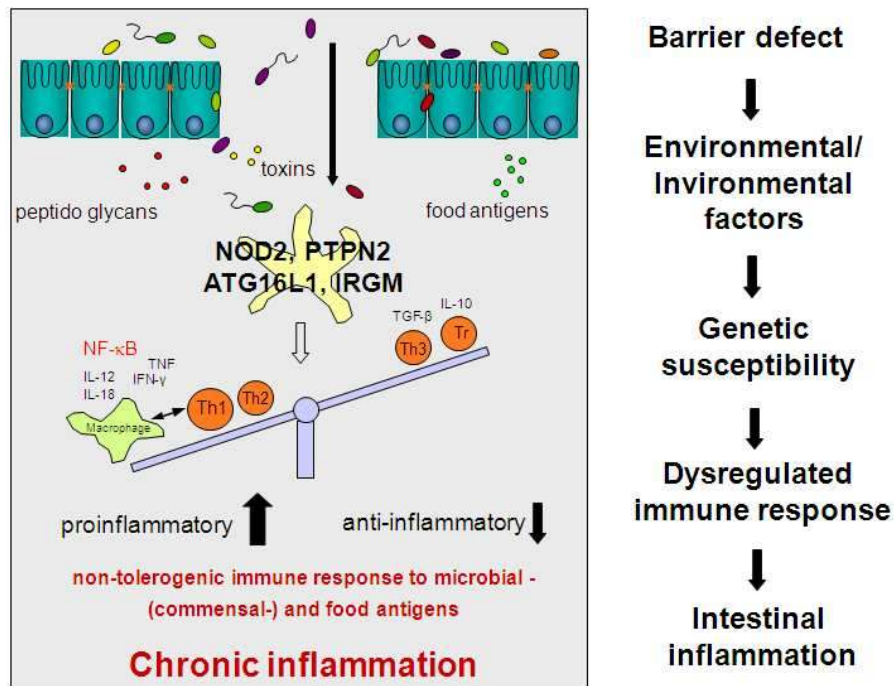 toxins
peptido glycans
food antigens
NOD2, PTPN2
ATG16L1, IRGM
NF-κB
TNF
IL-12
IFN-γ
IL-18
Macrophage
Th1
Th2
TGF-β
IL-10
Th3
Tr
proinflammatory
anti-inflammatory
non-tolerogenic immune response to microbial -
(commensal-) and food antigens
Chronic inflammation
Barrier defect
Environmental/
Invironmental
factors
Genetic
susceptibility
Dysregulated
immune response
Intestinal
inflammation